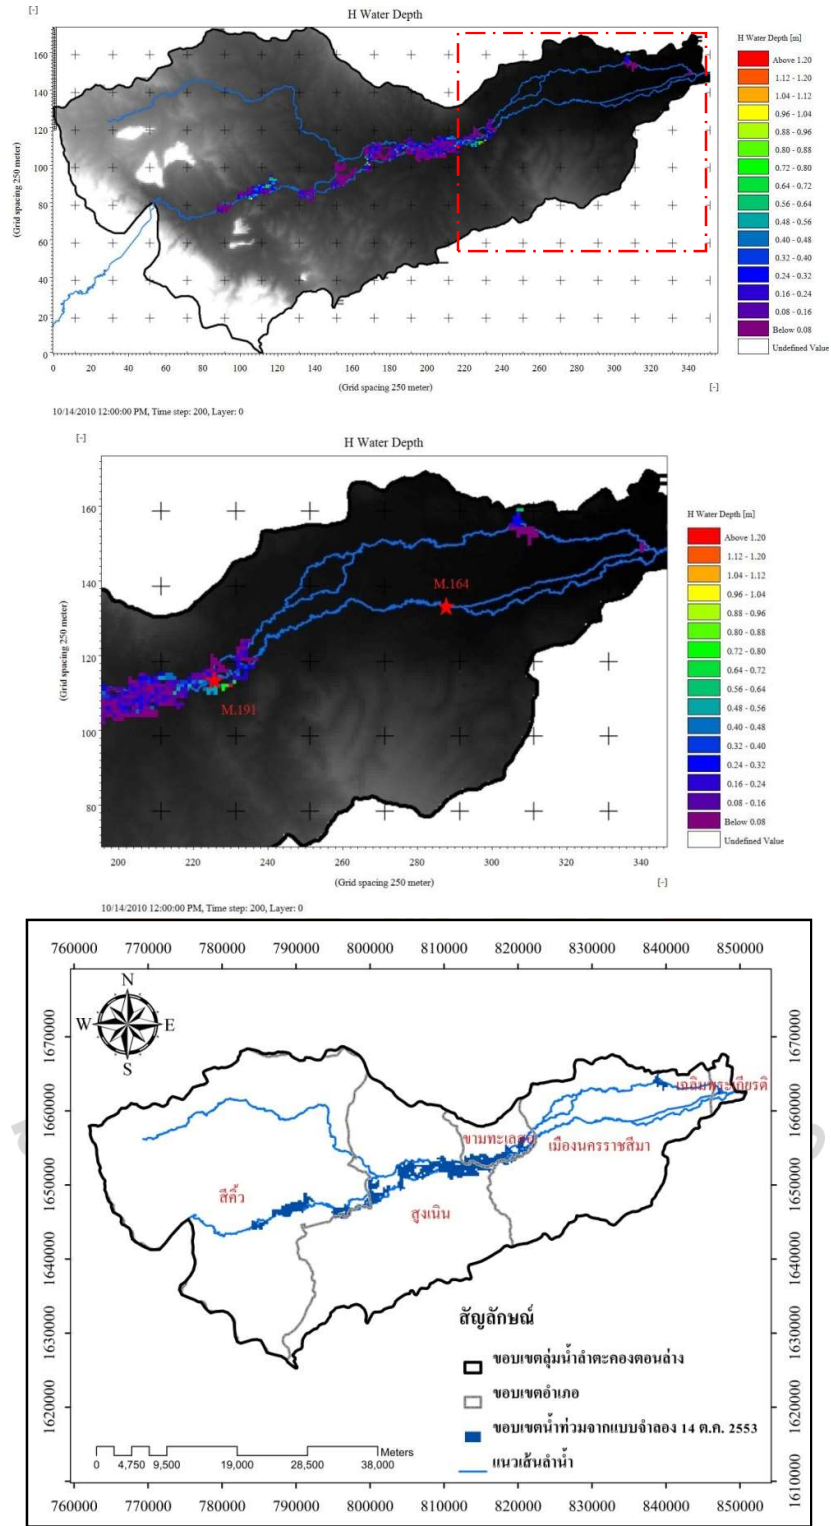 [-]
H Water Depth
160
140
120
100
80
60
40
20
0
(Grid spacing 250 meter)
0 20 40 60 80 100 120 140 160 180 200 220 240 260 280 300 320 340
(Grid spacing 250 meter)
[-]
10/14/2010 12:00:00 PM, Time step: 200, Layer: 0
H Water Depth [m]
Above 1.20
1.12 - 1.20
1.04 - 1.12
0.96 - 1.04
0.88 - 0.96
0.80 - 0.88
0.72 - 0.80
0.64 - 0.72
0.56 - 0.64
0.48 - 0.56
0.40 - 0.48
0.32 - 0.40
0.24 - 0.32
0.16 - 0.24
0.08 - 0.16
Below 0.08
Undefined Value
[-]
H Water Depth
160
140
120
100
80
(Grid spacing 250 meter)
M.164
M.191
200 220 240 260 280 300 320 340
(Grid spacing 250 meter)
[-]
10/14/2010 12:00:00 PM, Time step: 200, Layer: 0
H Water Depth [m]
Above 1.20
1.12 - 1.20
1.04 - 1.12
0.96 - 1.04
0.88 - 0.96
0.80 - 0.88
0.72 - 0.80
0.64 - 0.72
0.56 - 0.64
0.48 - 0.56
0.40 - 0.48
0.32 - 0.40
0.24 - 0.32
0.16 - 0.24
0.08 - 0.16
Below 0.08
Undefined Value
760000 770000 780000 790000 800000 810000 820000 830000 840000 850000
N
W E
S
1670000 1670000
1660000 1660000
1650000 1650000
1640000 1640000
1630000 1630000
1620000 1620000
1610000 1610000
เฉลิมพระเกียรติ
เมืองนครราชสีมา
สีคิ้ว
สูงเนิน
สัญลักษณ์
ขอบเขตลุ่มน้ำลำตะคองตอนล่าง
ขอบเขตอำเภอ
ขอบเขตน้ำท่วมจากแบบจำลอง 14 ต.ค. 2553
แนวเส้นลำน้ำ
Meters
0 4,750 9,500 19,000 28,500 38,000
760000 770000 780000 790000 800000 810000 820000 830000 840000 850000